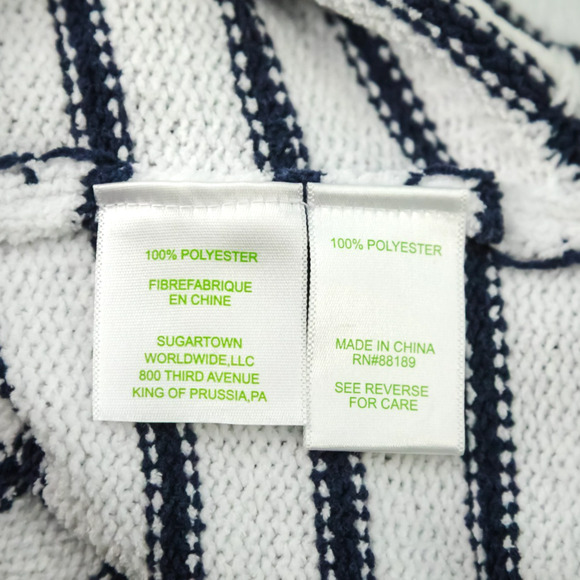 100% POLYESTER
FIBREFABRIQUE
EN CHINE
SUGARTOWN
WORLDWIDE,LLC
800 THIRD AVENUE
KING OF PRUSSIA,PA
100% POLYESTER
MADE IN CHINA
RN#88189
SEE REVERSE
FOR CARE